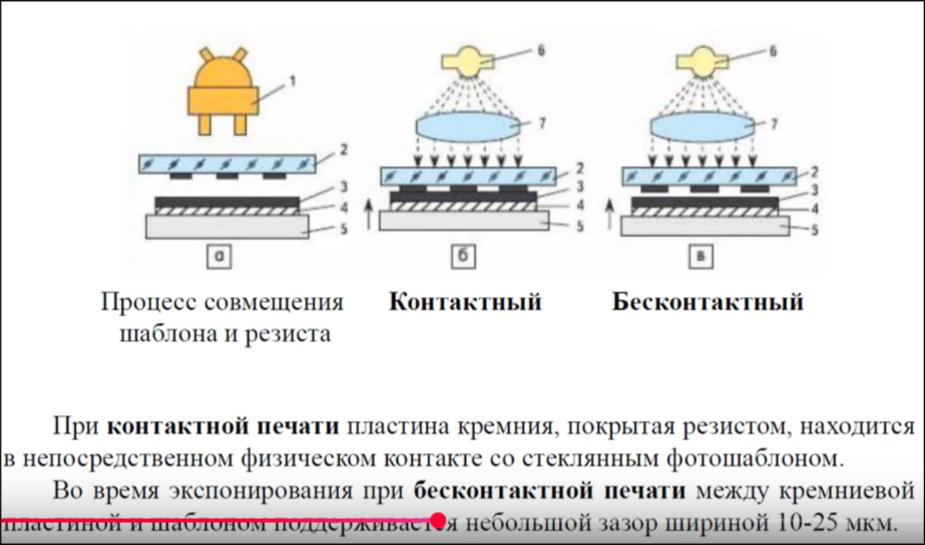 1
2
3
4
5
а
6
7
2
3
4
5
б
6
7
2
3
4
5
в
Процесс совмещения
шаблона и резиста
Контактный
Бесконтактный
При контактной печати пластина кремния, покрытая резистом, находится
в непосредственном физическом контакте со стеклянным фотошаблоном.
Во время экспонирования при бесконтактной печати между кремниевой
пластиной и шаблоном поддерживается небольшой зазор шириной 10-25 мкм.